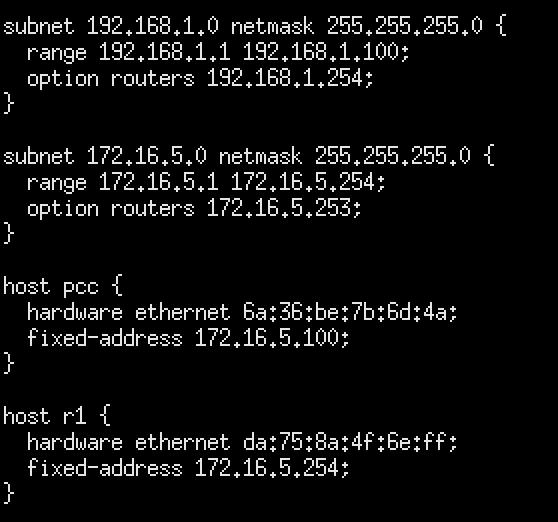 subnet 192.168.1.0 netmask 255.255.255.0 {
  range 192.168.1.1 192.168.1.100;
  option routers 192.168.1.254;
}

subnet 172.16.5.0 netmask 255.255.255.0 {
  range 172.16.5.1 172.16.5.254;
  option routers 172.16.5.253;
}

host pcc {
  hardware ethernet 6a:36:be:7b:6d:4a;
  fixed-address 172.16.5.100;
}

host r1 {
  hardware ethernet da:75:8a:4f:6e:ff;
  fixed-address 172.16.5.254;
}